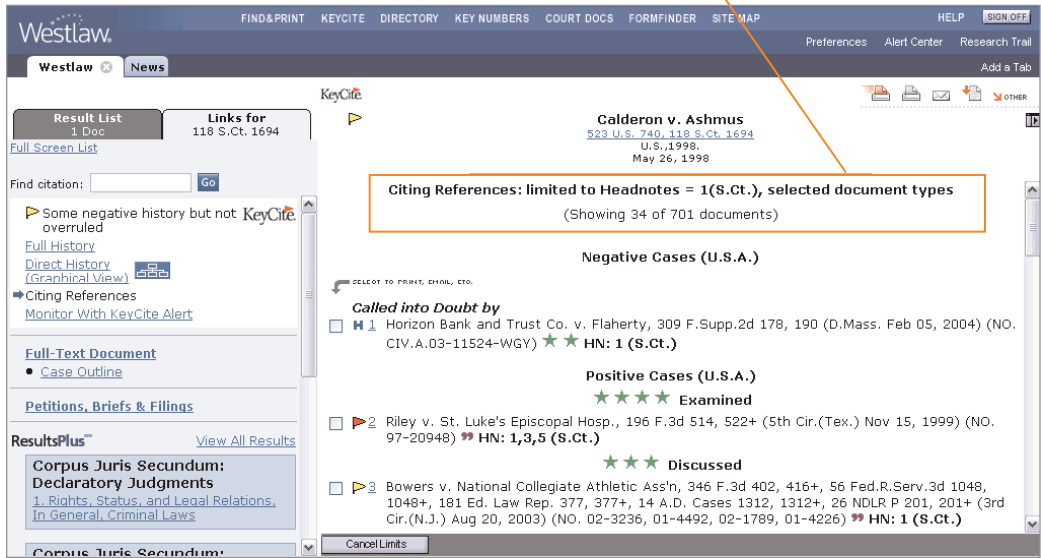 Westlaw.
FIND&PRINT KEYCITE DIRECTORY KEY NUMBERS COURT DOCS FORMFINDER SITE MAP
HELP SIGN OFF
Preferences Alert Center Research Trail
Westlaw News
Add a Tab
Result List
1 Doc
Links for
118 S.Ct. 1694
Full Screen List
Find citation: Go
Some negative history but not
overruled
KeyCite.
Full History
Direct History
(Graphical View)
Citing References
Monitor With KeyCite Alert
Full-Text Document
• Case Outline
Petitions, Briefs & Filings
ResultsPlus™ View All Results
Corpus Juris Secundum:
Declaratory Judgments
1. Rights, Status, and Legal Relations,
In General, Criminal Laws
Corpus Juris Secundum:
KeyCite.
OTHER
Calderon v. Ashmus
523 U.S. 740, 118 S.Ct. 1694
U.S.,1998.
May 26, 1998
Citing References: limited to Headnotes = 1(S.Ct.), selected document types
(Showing 34 of 701 documents)
Negative Cases (U.S.A.)
SELECT TO PRINT, EMAIL, ETC.
Called into Doubt by
H 1 Horizon Bank and Trust Co. v. Flaherty, 309 F.Supp.2d 178, 190 (D.Mass. Feb 05, 2004) (NO.
CIV.A.03-11524-WGY) ★ ★ HN: 1 (S.Ct.)
Positive Cases (U.S.A.)
★ ★ ★ ★ Examined
2 Riley v. St. Luke's Episcopal Hosp., 196 F.3d 514, 522+ (5th Cir.(Tex.) Nov 15, 1999) (NO.
97-20948) ” HN: 1,3,5 (S.Ct.)
★ ★ ★ Discussed
3 Bowers v. National Collegiate Athletic Ass'n, 346 F.3d 402, 416+, 56 Fed.R.Serv.3d 1048,
1048+, 181 Ed. Law Rep. 377, 377+, 14 A.D. Cases 1312, 1312+, 26 NDLR P 201, 201+ (3rd
Cir.(N.J.) Aug 20, 2003) (NO. 02-3236, 01-4492, 02-1789, 01-4226) ” HN: 1 (S.Ct.)
Cancel Limits